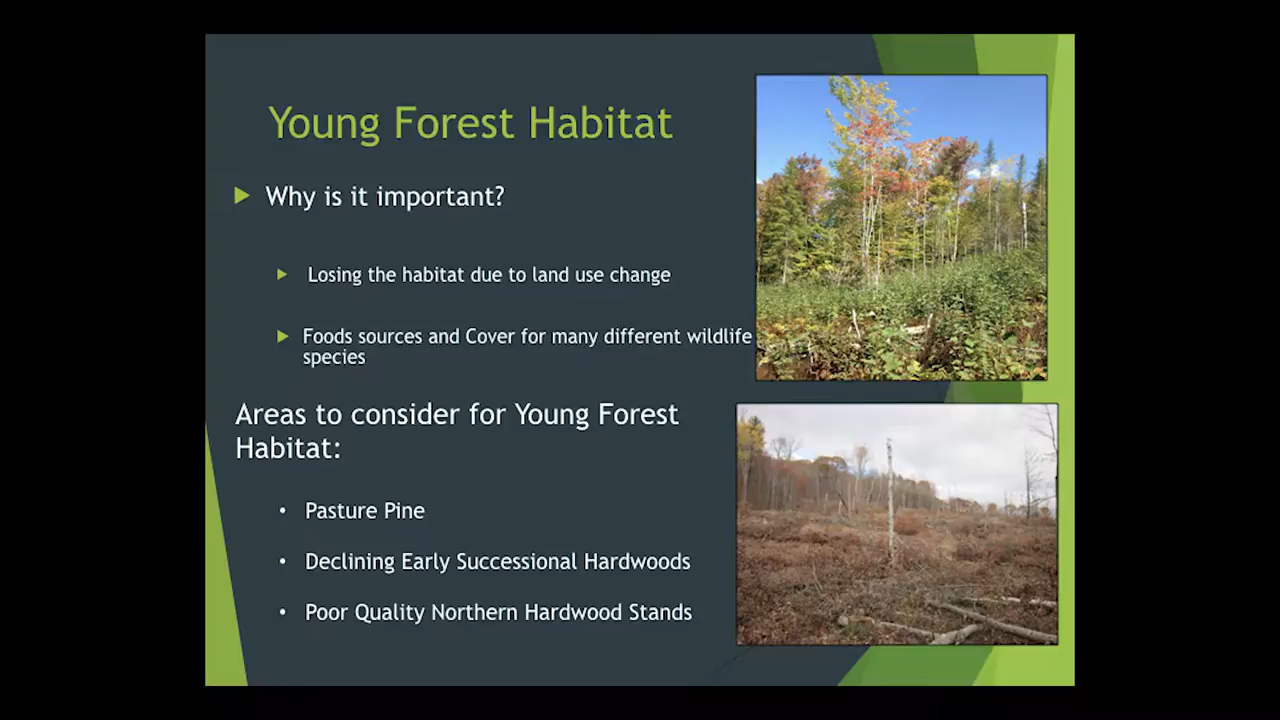 Young Forest Habitat
Why is it important?
Losing the habitat due to land use change
Foods sources and Cover for many different wildlife
species
Areas to consider for Young Forest
Habitat:
• Pasture Pine
• Declining Early Successional Hardwoods
• Poor Quality Northern Hardwood Stands